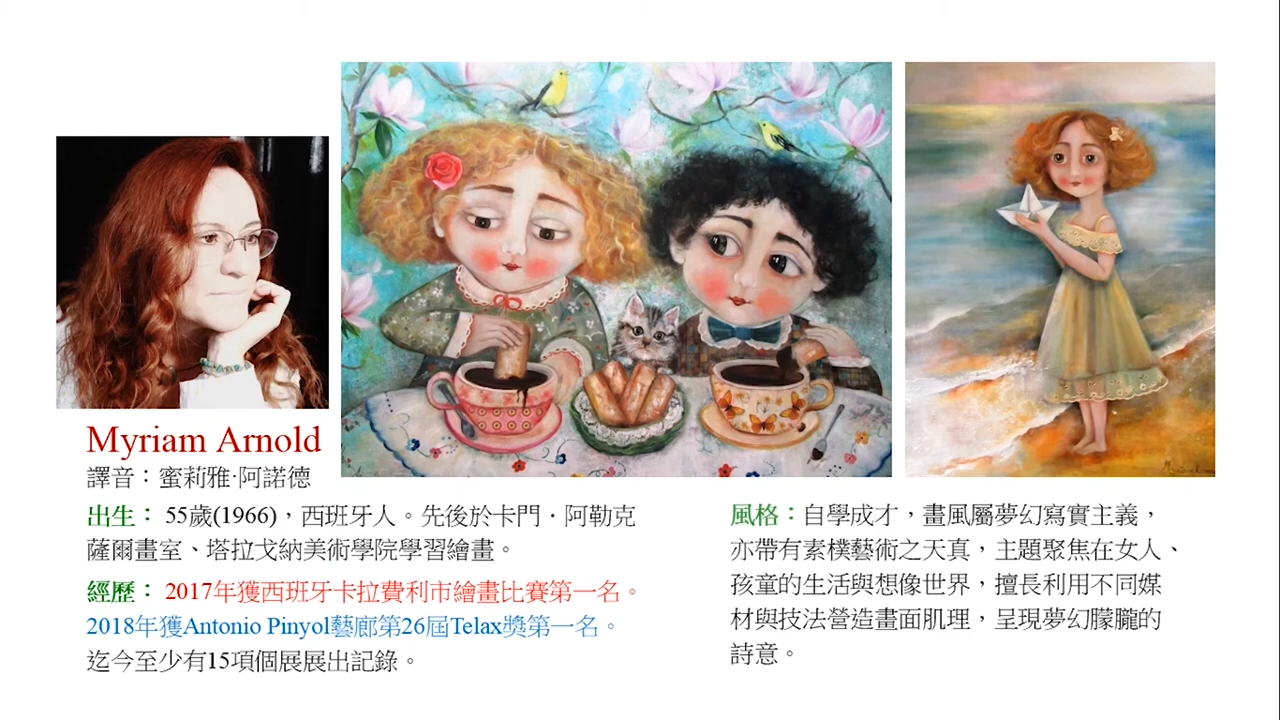 Myriam Arnold
譯音：蜜莉雅·阿諾德
出生： 55歲(1966)，西班牙人。先後於卡門·阿勒克
薩爾畫室、塔拉戈納美術學院學習繪畫。
經歷： 2017年獲西班牙卡拉費利市繪畫比賽第一名。
2018年獲Antonio Pinyol藝廊第26屆Telax獎第一名。
迄今至少有15項個展展出記錄。
風格：自學成才，畫風屬夢幻寫實主義，
亦帶有素樸藝術之天真，主題聚焦在女人、
孩童的生活與想像世界，擅長利用不同媒
材與技法營造畫面肌理，呈現夢幻朦朧的
詩意。